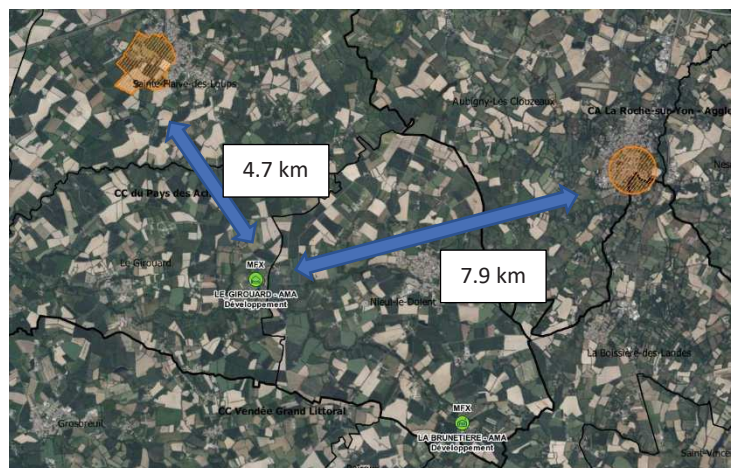 Sainte-Flaive-des-Loups
Aubigny-Les Clouzeaux
CA La Roche-sur-Yon - Agglo
4.7 km
CC du Pays des
7.9 km
Le Girouard
MFX
LE GIROUARD - AMA
Développement
Nieul-le-Dolent
La Boissière-des-Landes
Grosbreuil
CC Vendée Grand Littoral
MFX
LA BRUNETIERE - AMA
Développement
Saint-Vincen